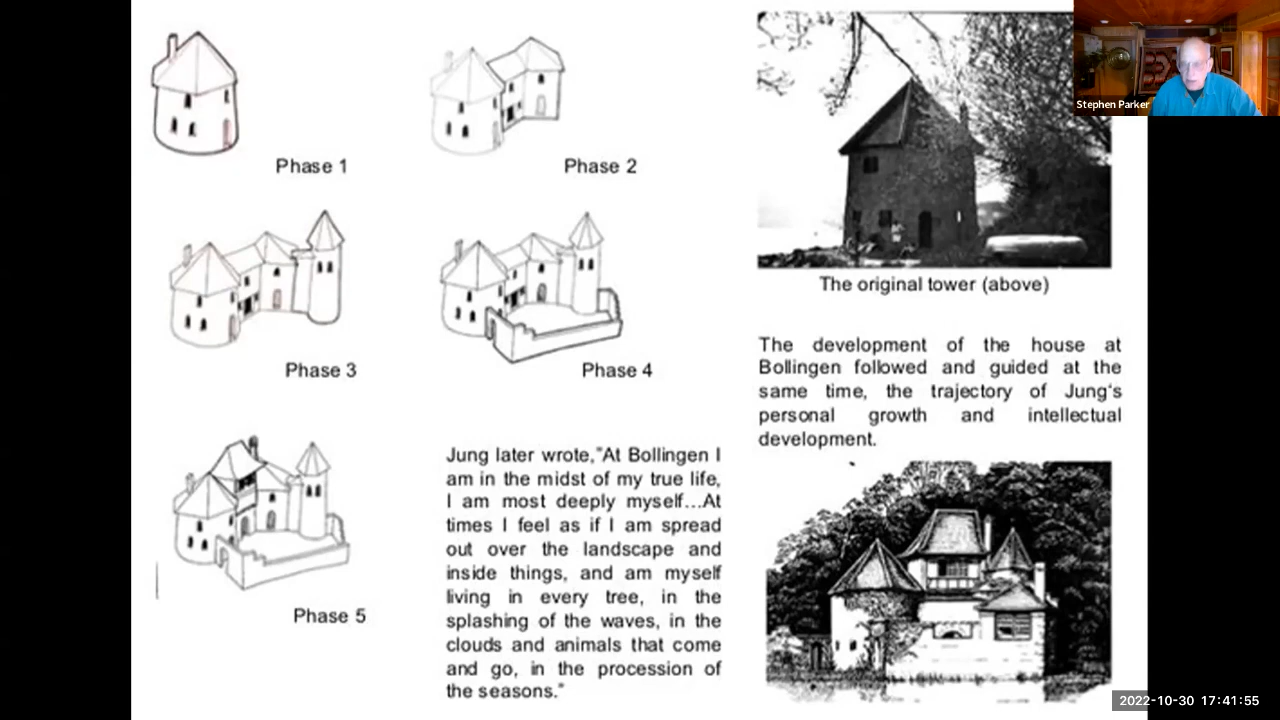 Stephen Parker
Phase 1
Phase 2
Phase 3
Phase 4
Phase 5
Jung later wrote,"At Bollingen I
am in the midst of my true life,
I am most deeply myself...At
times I feel as if I am spread
out over the landscape and
inside things, and am myself
living in every tree, in the
splashing of the waves, in the
clouds and animals that come
and go, in the procession of
the seasons."
The original tower (above)
The development of the house at
Bollingen followed and guided at the
same time, the trajectory of Jung's
personal growth and intellectual
development.
2022-10-30 17:41:55